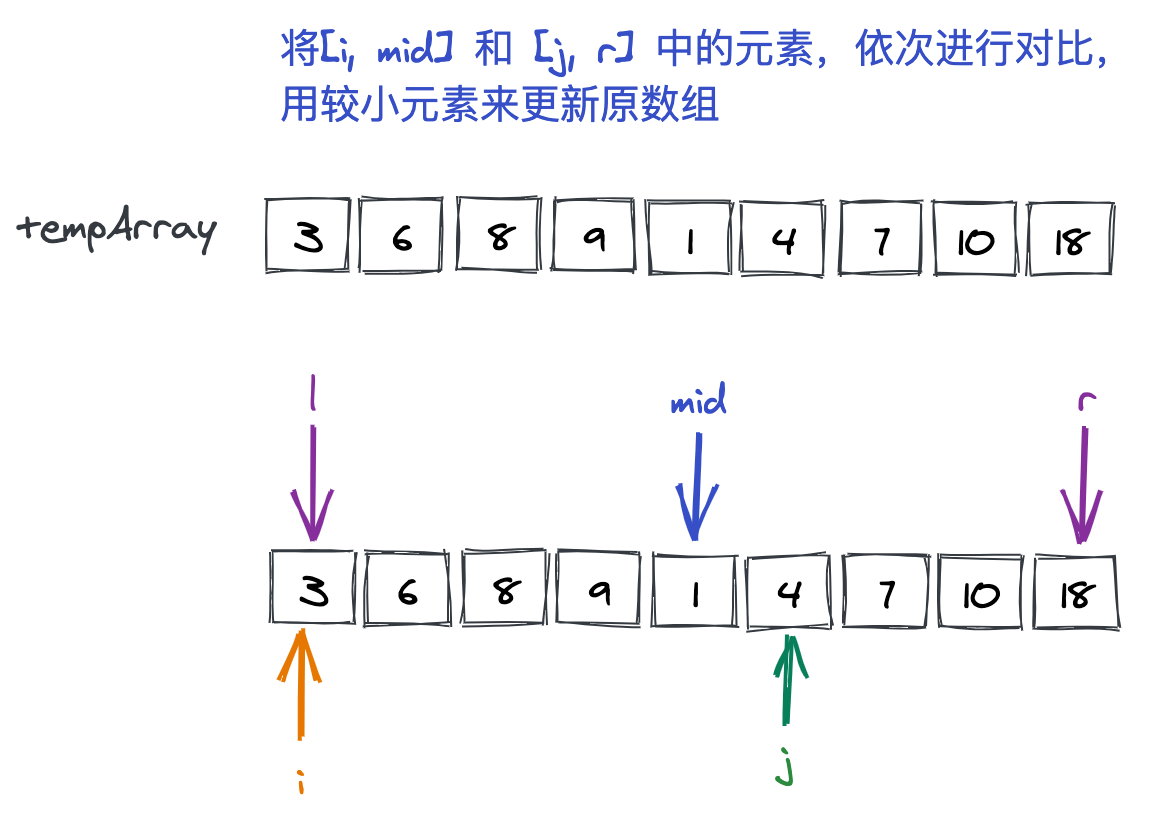 将[i, mid] 和 [j, r] 中的元素，依次进行对比，
用较小元素来更新原数组
tempArray 3 6 8 9 1 4 7 10 18
l mid r
3 6 8 9 1 4 7 10 18
i j